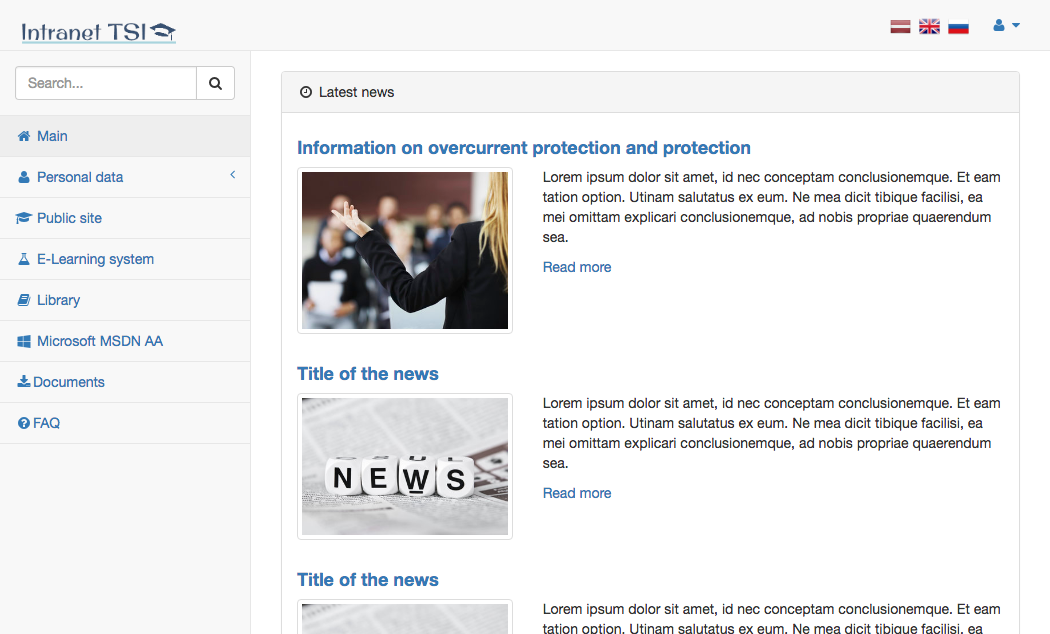 Intranet TSI
Search...
Main
Personal data
Public site
E-Learning system
Library
Microsoft MSDN AA
Documents
FAQ
Latest news
Information on overcurrent protection and protection
Lorem ipsum dolor sit amet, id nec conceptam conclusionemque. Et eam
tation option. Utinam salutatus ex eum. Ne mea dicit tibique facilisi, ea
mei omittam explicari conclusionemque, ad nobis propriae quaerendum
sea.
Read more
Title of the news
NEWS
Lorem ipsum dolor sit amet, id nec conceptam conclusionemque. Et eam
tation option. Utinam salutatus ex eum. Ne mea dicit tibique facilisi, ea
mei omittam explicari conclusionemque, ad nobis propriae quaerendum
sea.
Read more
Title of the news
Lorem ipsum dolor sit amet, id nec conceptam conclusionemque. Et eam
tation option. Utinam salutatus ex eum. Ne mea dicit tibique facilisi, ea